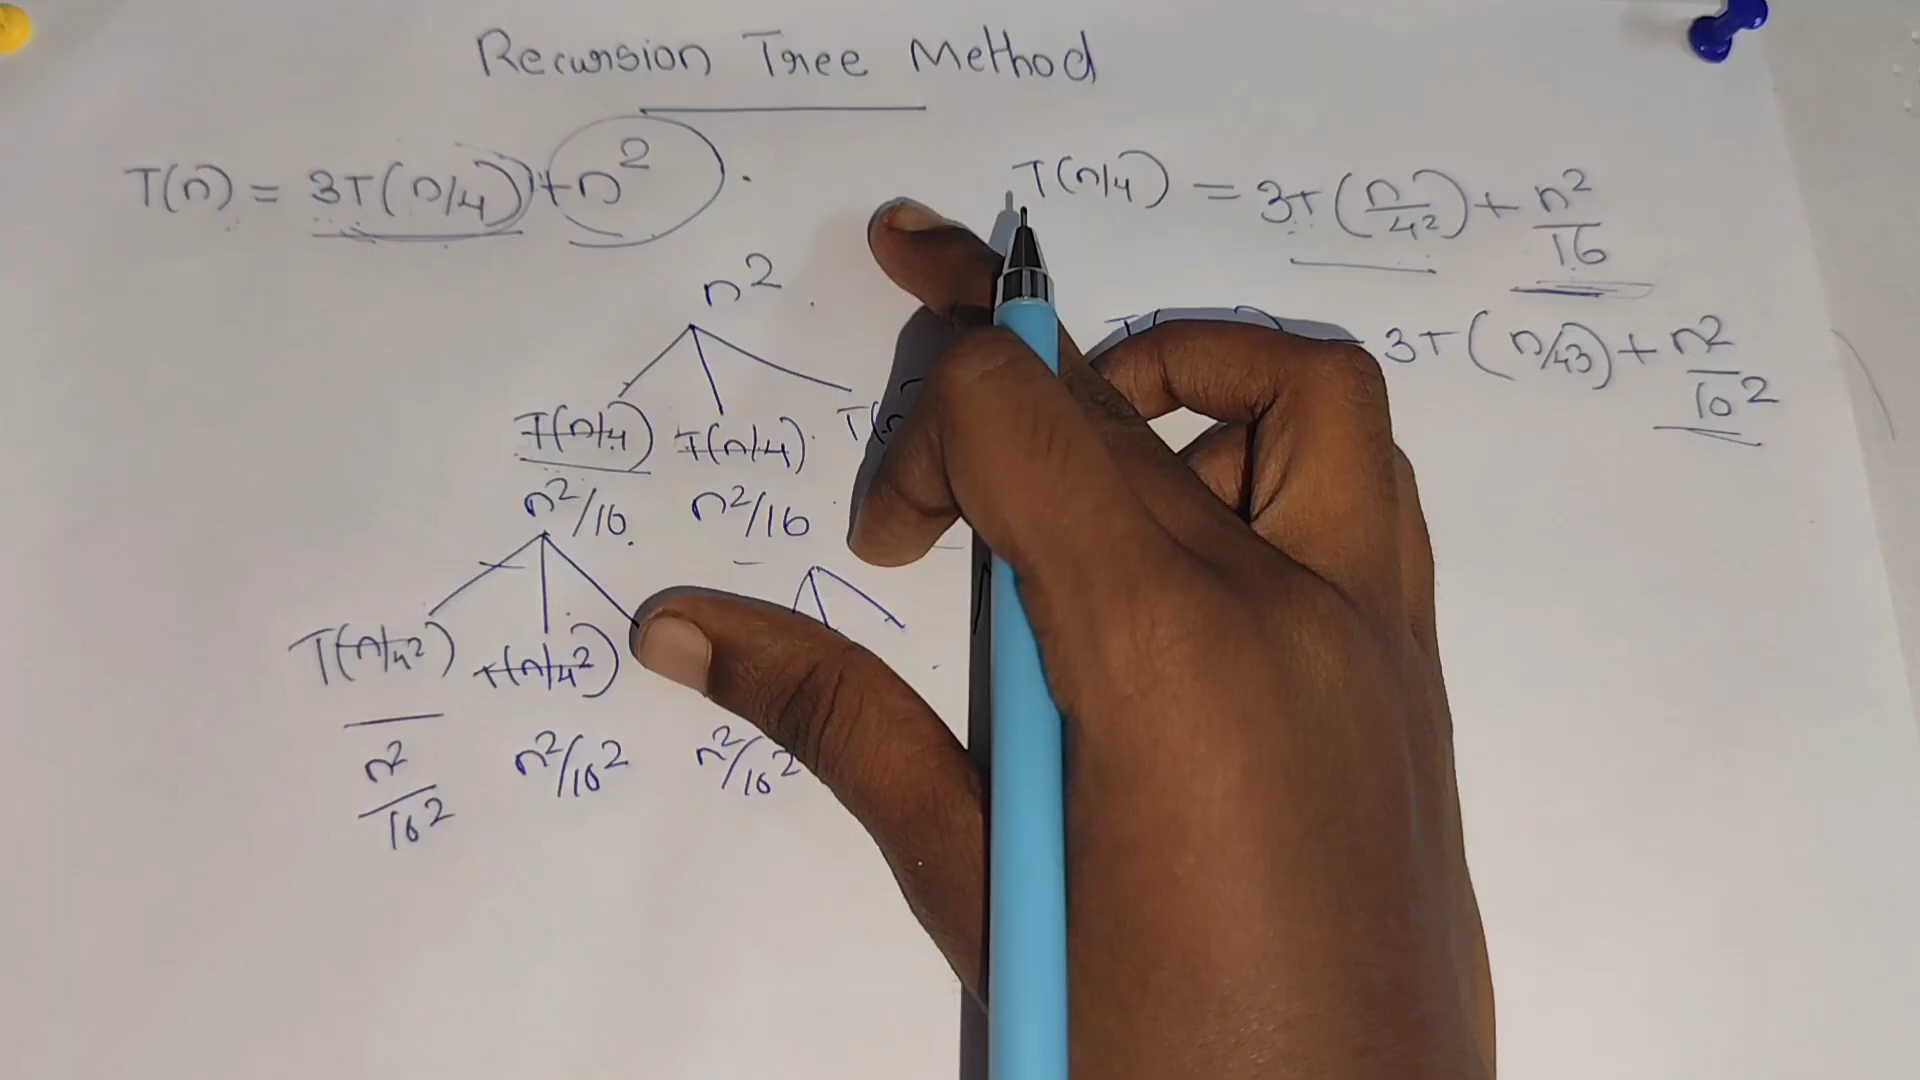 Recursion Tree Method
T(n) = 3T(n/4) + n²
T(n/4) = 3T(n/4²) + n²/16
3T(n/43) + n²/16²
n²
T(n/4) T(n/4)
n²/16 n²/16
T(n/4²) T(n/4²)
n²/16² n²/16² n²/16²